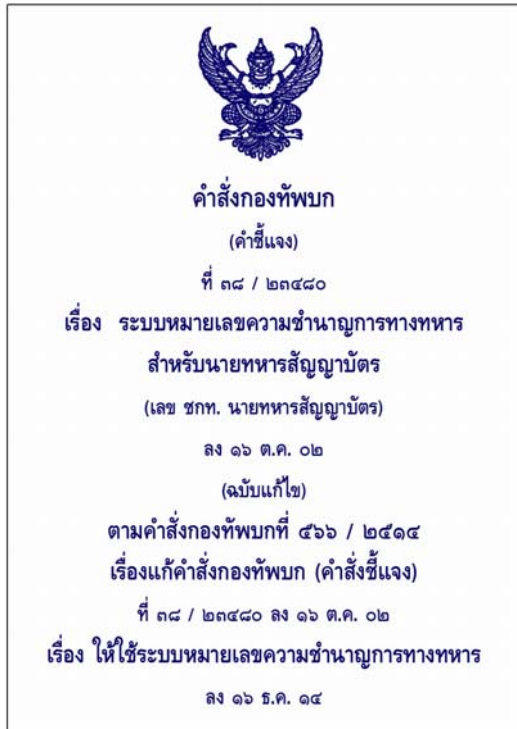 คำสั่งกองทัพบก
(คำชี้แจง)
ที่ ๓๘ / ๒๓๔๘๐
เรื่อง ระบบหมายเลขความชำนาญการทางทหาร
สำหรับนายทหารสัญญาบัตร
(เลข ชกท. นายทหารสัญญาบัตร)
ลง ๑๖ ต.ค. ๐๒
(ฉบับแก้ไข)
ตามคำสั่งกองทัพบกที่ ๕๖๖ / ๒๕๑๔
เรื่องแก้คำสั่งกองทัพบก (คำสั่งชี้แจง)
ที่ ๓๘ / ๒๓๔๘๐ ลง ๑๖ ต.ค. ๐๒
เรื่อง ให้ใช้ระบบหมายเลขความชำนาญการทางทหาร
ลง ๑๖ ธ.ค. ๑๔